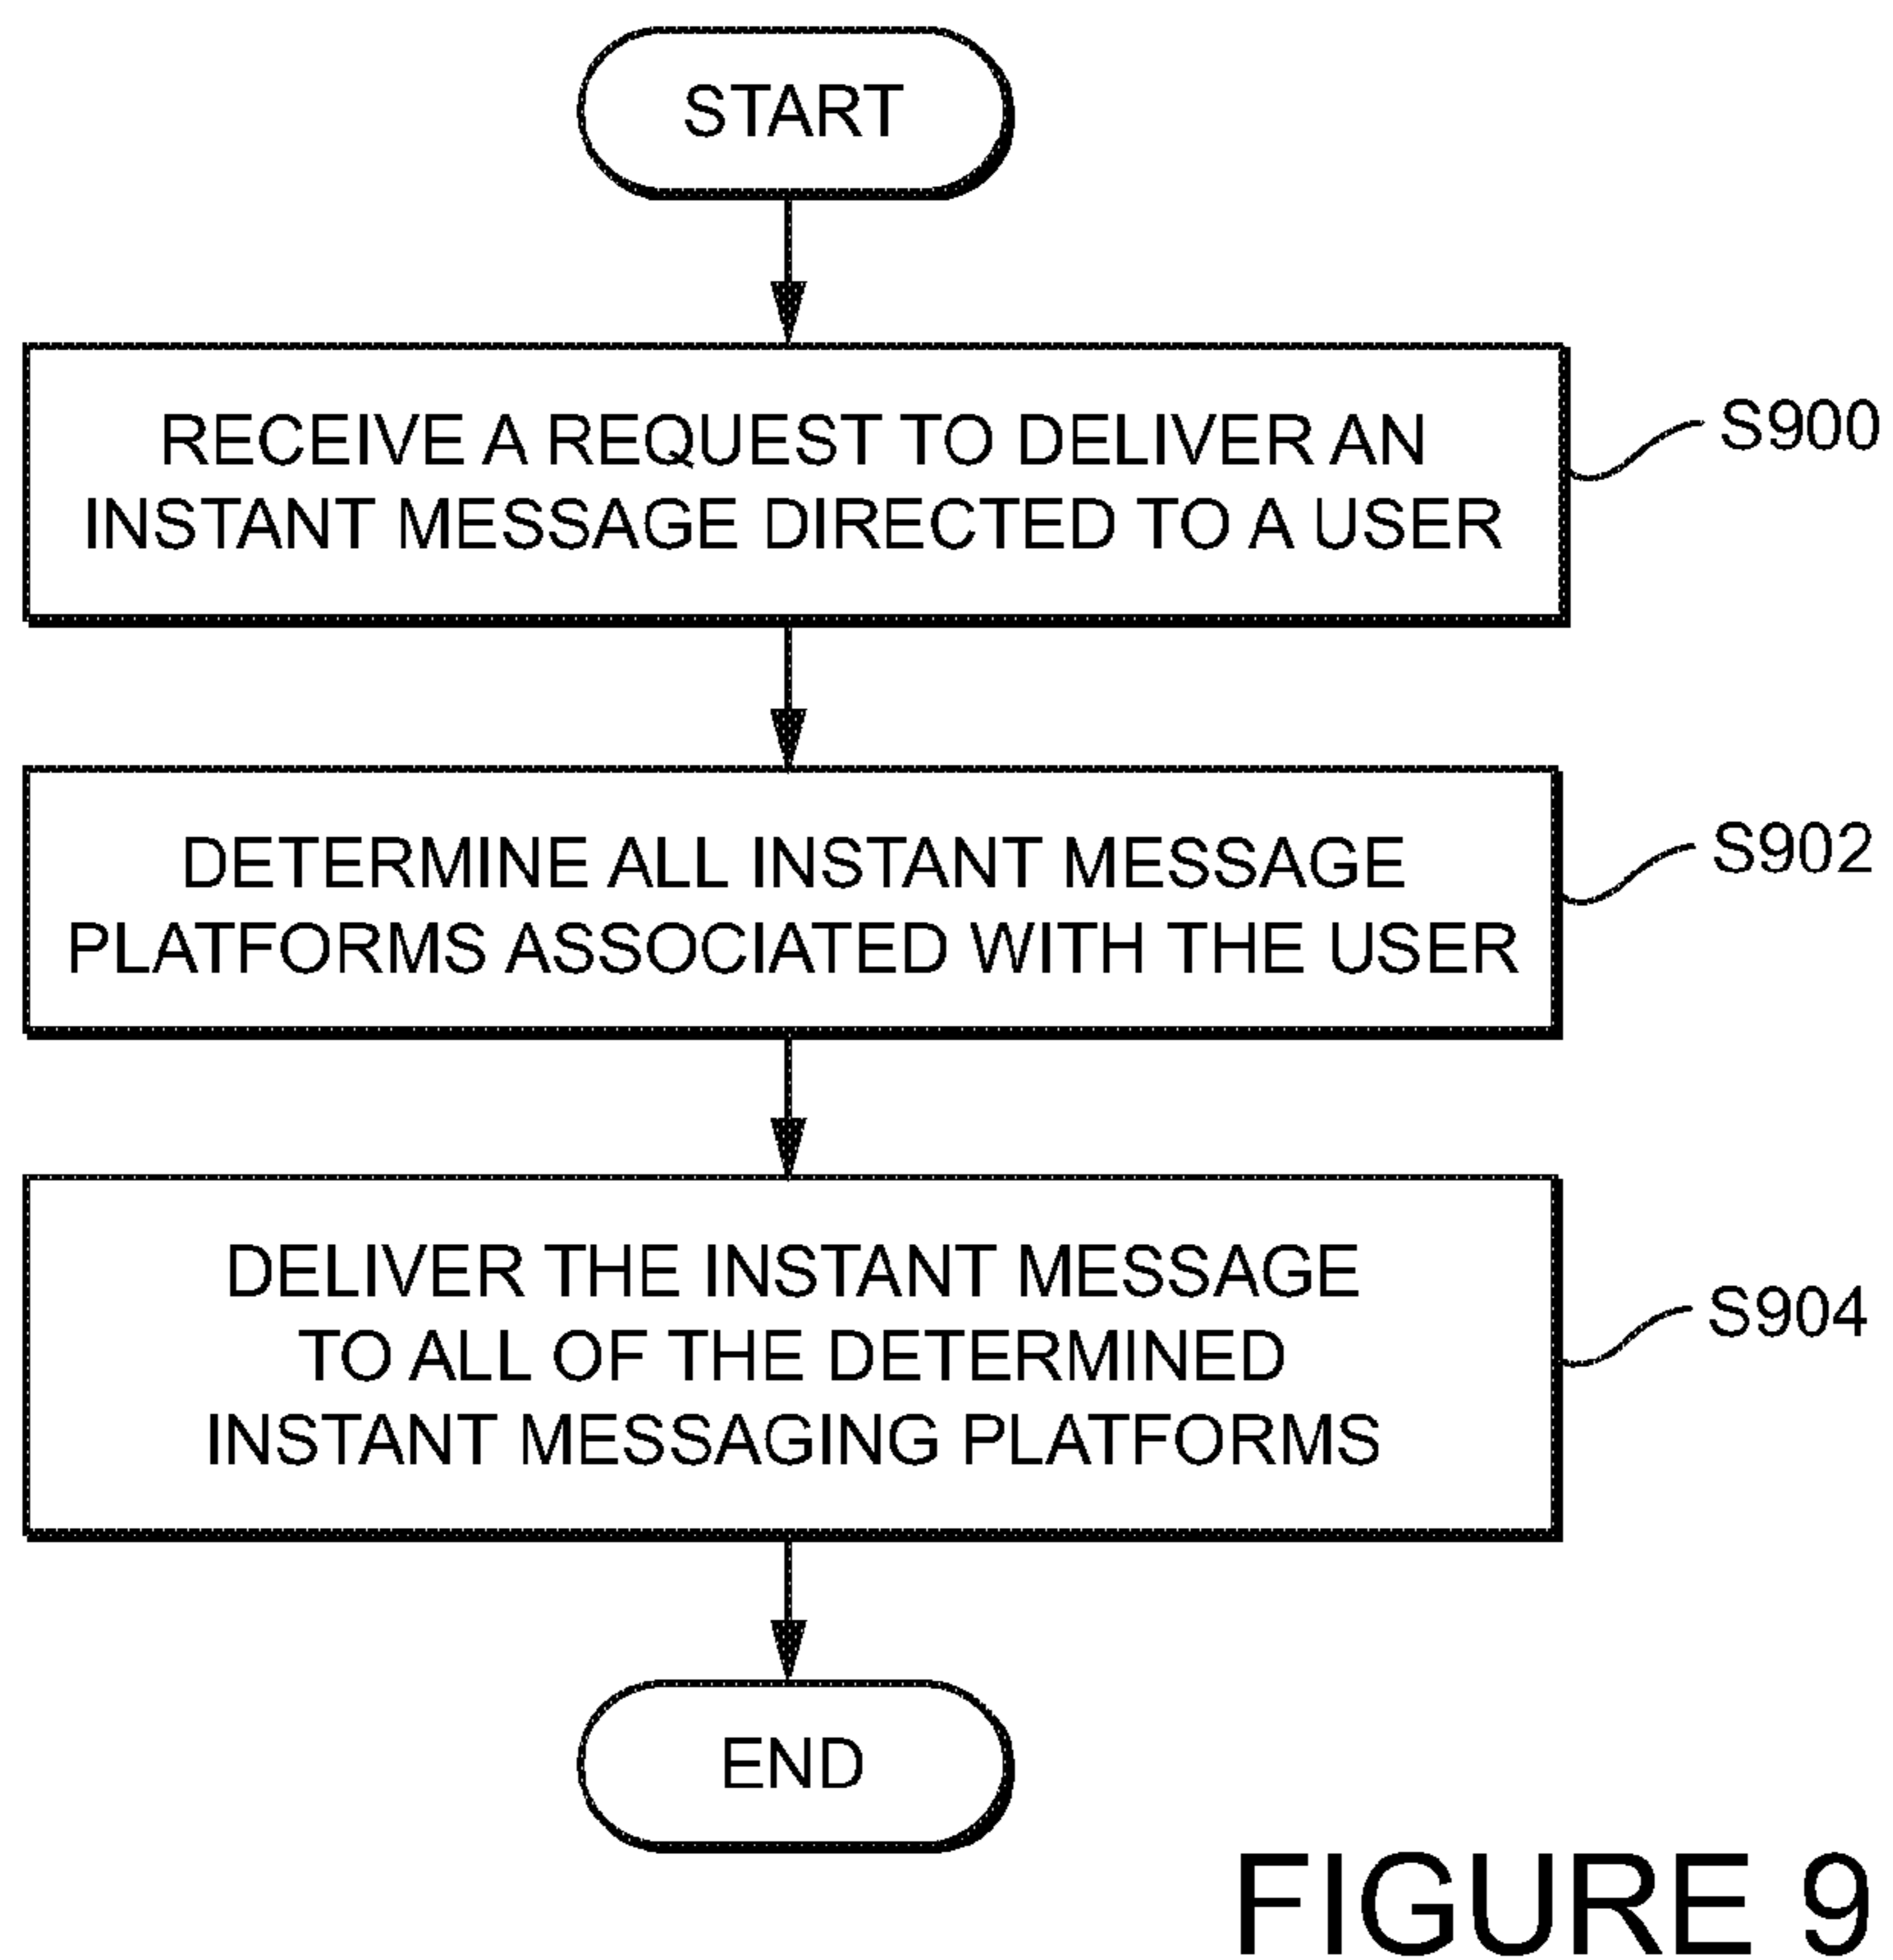 START
RECEIVE A REQUEST TO DELIVER AN
INSTANT MESSAGE DIRECTED TO A USER
S900
DETERMINE ALL INSTANT MESSAGE
PLATFORMS ASSOCIATED WITH THE USER
S902
DELIVER THE INSTANT MESSAGE
TO ALL OF THE DETERMINED
INSTANT MESSAGING PLATFORMS
S904
END
FIGURE 9